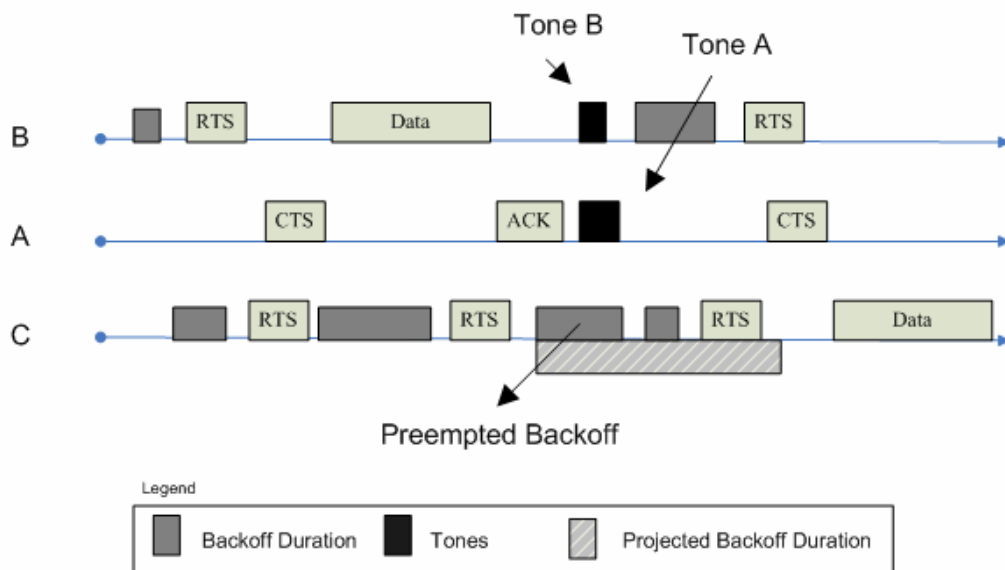 Tone B
Tone A
B
RTS
Data
RTS
A
CTS
ACK
CTS
C
RTS
RTS
RTS
Data
Preempted Backoff
Legend
Backoff Duration
Tones
Projected Backoff Duration